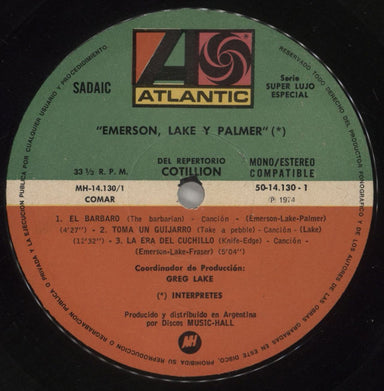 RESERVADO TODO DERECHO DEL PRODUCTOR FONOGRAFICO Y DE LOS AUTORES DE LAS OBRAS GRABADAS EN ESTE DISCO, PROHIBIDA SU REPRODUCCION O REGRABACION PUBLICA O PRIVADA Y LA EJECUCION PUBLICA POR CUALQUIER USUARIO Y PROCEDIMIENTO
SADAIC
ATLANTIC
Serie
SUPER LUJO
ESPECIAL
"EMERSON, LAKE Y PALMER" (*)
33 ½ R. P. M.
DEL REPERTORIO
COTILLION
MONO/ESTEREO
COMPATIBLE
MH-14.130/1
50-14.130 - 1
COMAR
Ⓟ 1974
1. EL BARBARO (The barbarian) - Canción - (Emerson-Lake-Palmer)
(4'27") - 2. TOMA UN GUIJARRO (Take a pebble) - Canción - (Lake)
(12'32") - 3. LA ERA DEL CUCHILLO (Knife-Edge) - Canción -
(Emerson-Lake-Fraser) (5'04")
Coordinador de Producción:
GREG LAKE
(*) INTERPRETES
Producido y distribuido en Argentina
por Discos MUSIC-HALL
MH